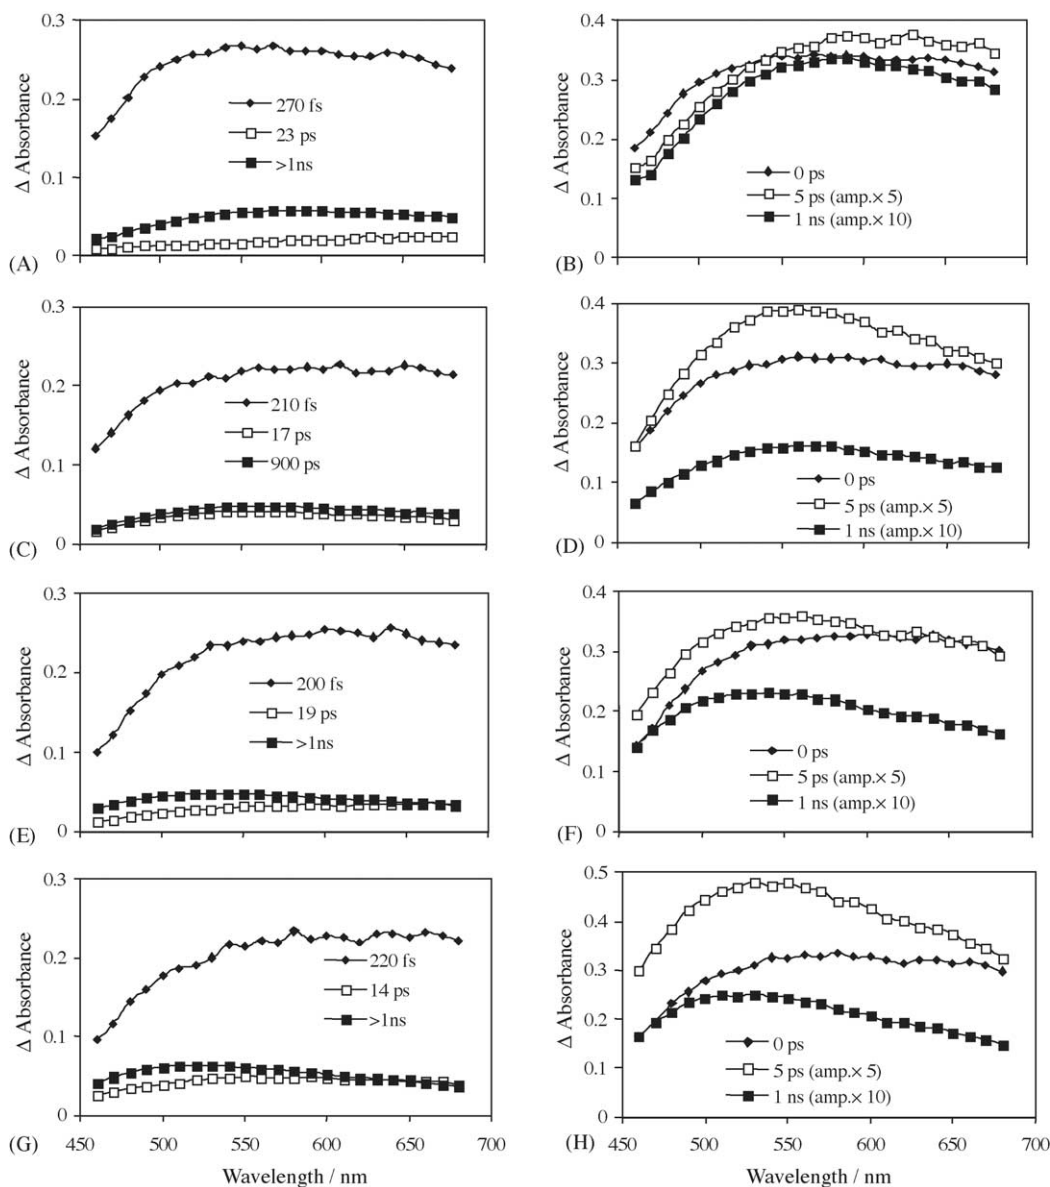 0.3
0.2
0.1
0
Δ Absorbance
270 fs
23 ps
>1ns
(A)
0.4
0.3
0.2
0.1
0
Δ Absorbance
0 ps
5 ps (amp.× 5)
1 ns (amp.× 10)
(B)
0.3
0.2
0.1
0
Δ Absorbance
210 fs
17 ps
900 ps
(C)
0.4
0.3
0.2
0.1
0
Δ Absorbance
0 ps
5 ps (amp.× 5)
1 ns (amp.× 10)
(D)
0.3
0.2
0.1
0
Δ Absorbance
200 fs
19 ps
>1ns
(E)
0.4
0.3
0.2
0.1
0
Δ Absorbance
0 ps
5 ps (amp.× 5)
1 ns (amp.× 10)
(F)
0.3
0.2
0.1
0
Δ Absorbance
220 fs
14 ps
>1ns
(G)
450 500 550 600 650 700
Wavelength / nm
0.5
0.4
0.3
0.2
0.1
0
Δ Absorbance
0 ps
5 ps (amp.× 5)
1 ns (amp.× 10)
(H)
450 500 550 600 650 700
Wavelength / nm